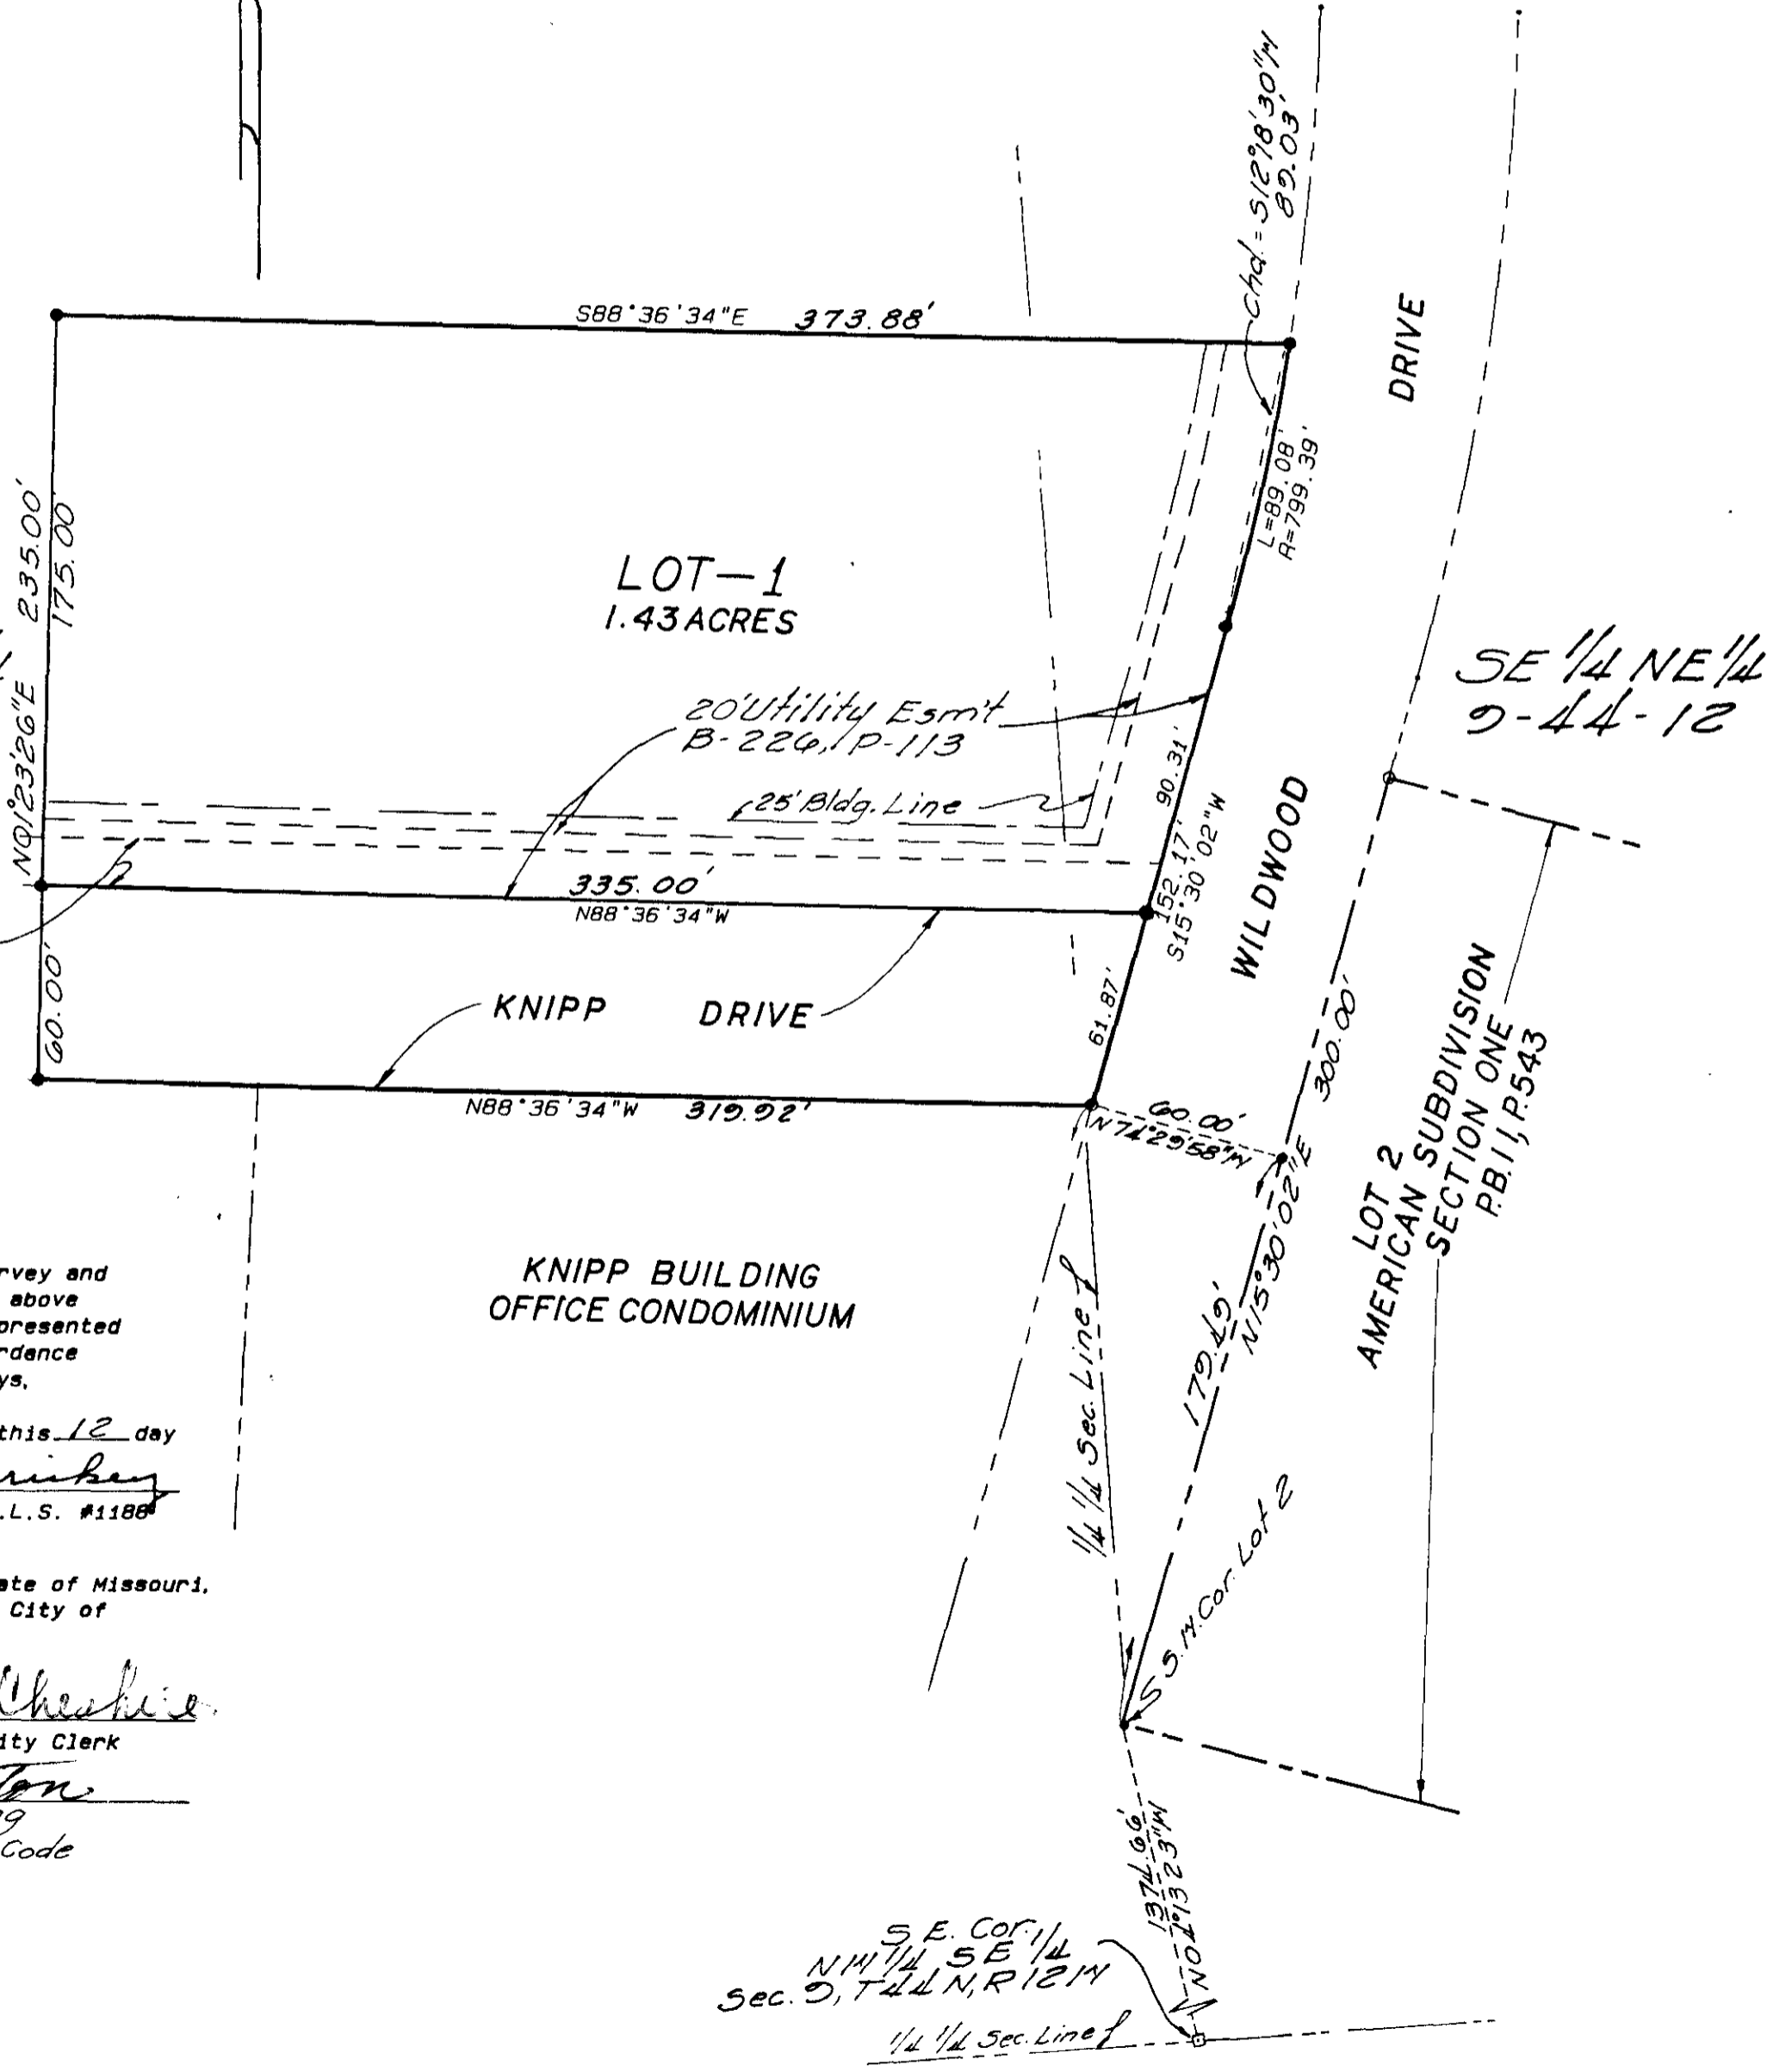 Chd.=S12°18'30"W
89.03'
S88°36'34"E 373.88'
DRIVE
L=89.08'
R=799.39'
N01°23'26"E 235.00'
175.00'
LOT-1
1.43 ACRES
SE 1/4 NE 1/4
9-44-12
20' Utility Esm't
B-226, P-113
25' Bldg. Line
90.31'
152.17'
S15°30'02"W
WILDWOOD
335.00'
N88°36'34"W
60.00'
KNIPP DRIVE
61.87'
300.00'
N88°36'34"W 319.92'
60.00'
N74°29'58"W
N15°30'02"E
179.49'
LOT 2
AMERICAN SUBDIVISION
SECTION ONE
P.B.11, P.543
KNIPP BUILDING
OFFICE CONDOMINIUM
1/4 1/4 Sec. Line
S.W. Cor. Lot 2
rvey and
above
presented
rdance
ys,
this 12 day
.L.S. #1188
ate of Missouri,
City of
Cheshire
ity Clerk
Code
1374.66'
N04°13'23"W
S.E. Cor. 1/4
NW 1/4 SE 1/4
Sec. 9, T44N, R12W
1/4 1/4 Sec. Line